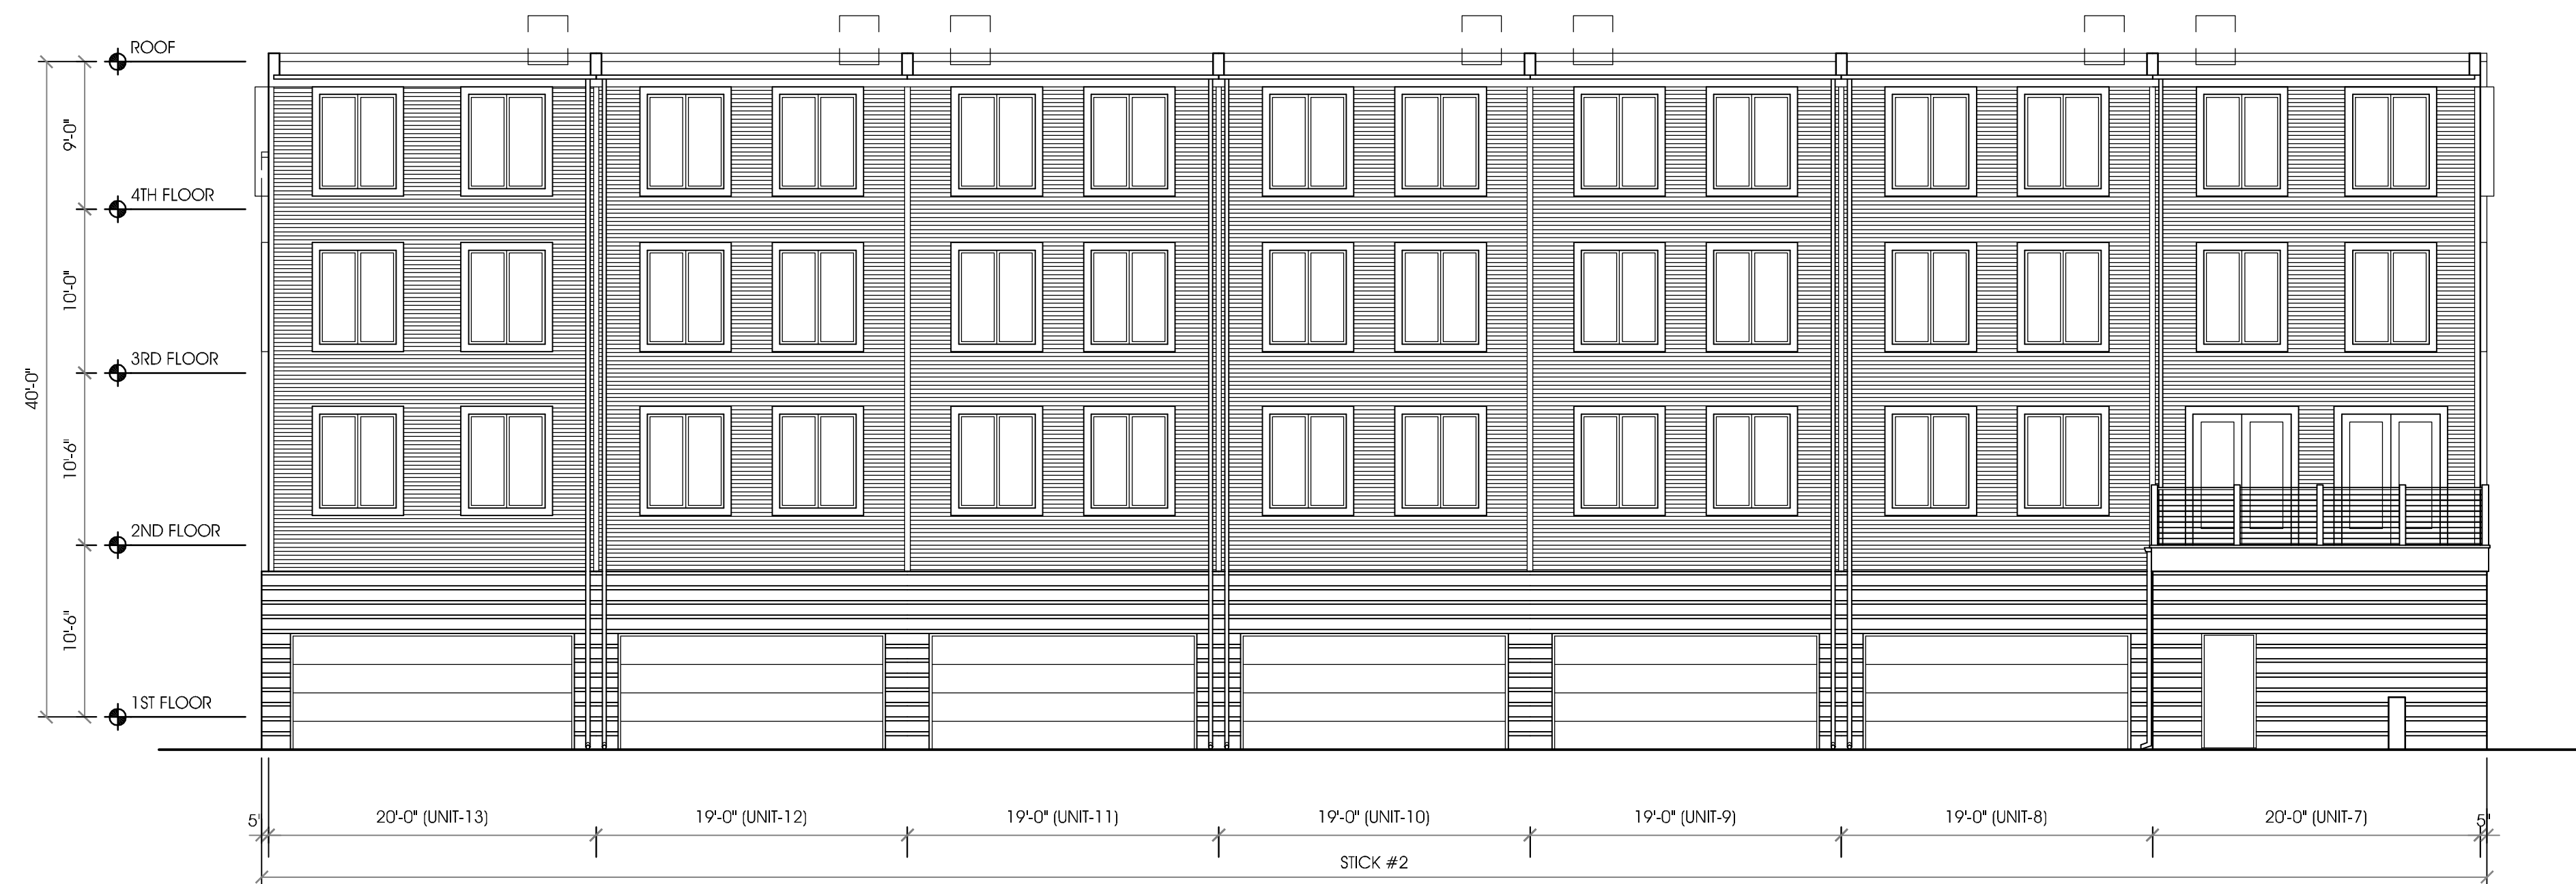 ROOF
9'-0"
4TH FLOOR
10'-0"
3RD FLOOR
40'-0"
10'-6"
2ND FLOOR
10'-6"
1ST FLOOR
5" 20'-0" (UNIT-13) 19'-0" (UNIT-12) 19'-0" (UNIT-11) 19'-0" (UNIT-10) 19'-0" (UNIT-9) 19'-0" (UNIT-8) 20'-0" (UNIT-7) 5"
STICK #2